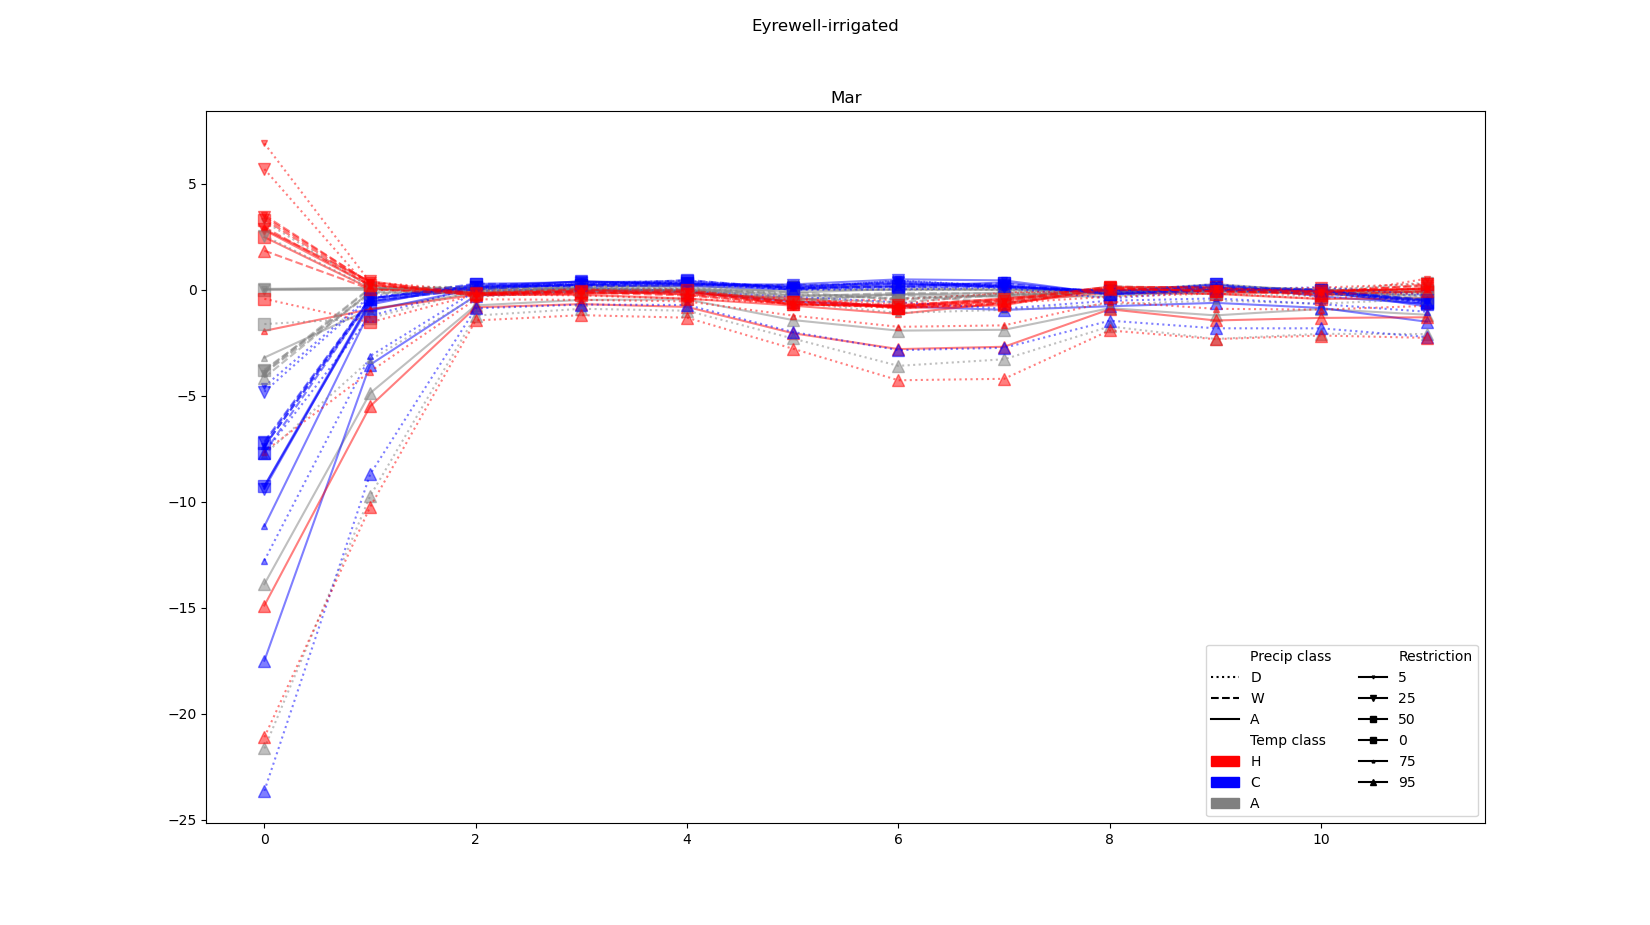 Eyrewell-irrigated
Mar
5
0
−5
−10
−15
−20
−25
0 2 4 6 8 10
Precip class
D
W
A
Temp class
H
C
A
Restriction
5
25
50
0
75
95